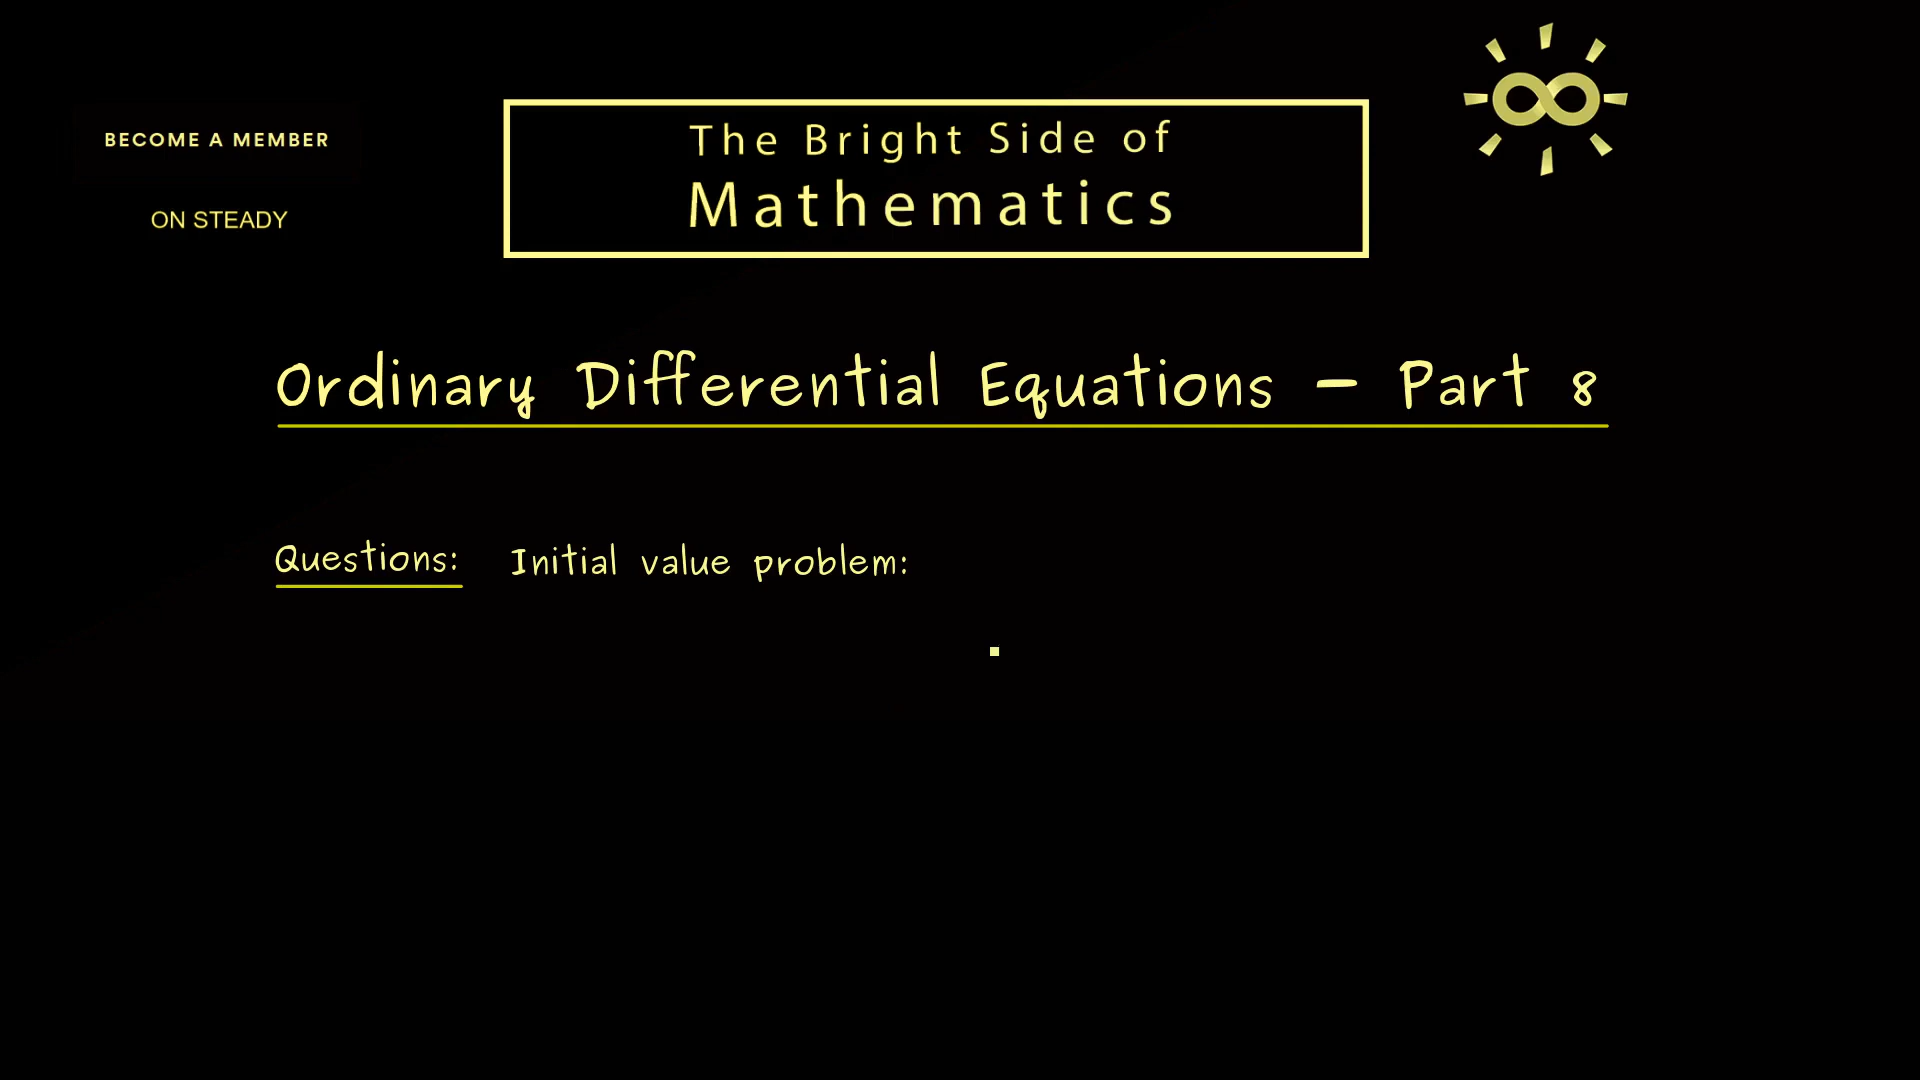 BECOME A MEMBER
ON STEADY
The Bright Side of
Mathematics
Ordinary Differential Equations - Part 8
Questions: Initial value problem: